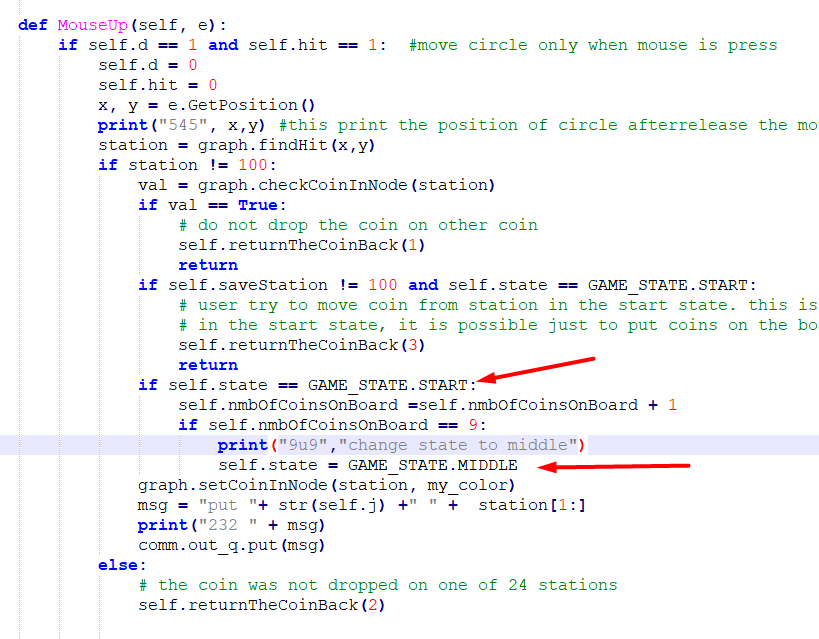 def MouseUp(self, e):
    if self.d == 1 and self.hit == 1:  #move circle only when mouse is press
        self.d = 0
        self.hit = 0
        x, y = e.GetPosition()
        print("545", x,y) #this print the position of circle afterrelease the mo
        station = graph.findHit(x,y)
        if station != 100:
            val = graph.checkCoinInNode(station)
            if val == True:
                # do not drop the coin on other coin
                self.returnTheCoinBack(1)
                return
            if self.saveStation != 100 and self.state == GAME_STATE.START:
                # user try to move coin from station in the start state. this is
                # in the start state, it is possible just to put coins on the bo
                self.returnTheCoinBack(3)
                return
            if self.state == GAME_STATE.START:
                self.nmbOfCoinsOnBoard =self.nmbOfCoinsOnBoard + 1
                if self.nmbOfCoinsOnBoard == 9:
                    print("9u9","change state to middle")
                    self.state = GAME_STATE.MIDDLE
            graph.setCoinInNode(station, my_color)
            msg = "put "+ str(self.j) +" " +  station[1:]
            print("232 " + msg)
            comm.out_q.put(msg)
        else:
            # the coin was not dropped on one of 24 stations
            self.returnTheCoinBack(2)